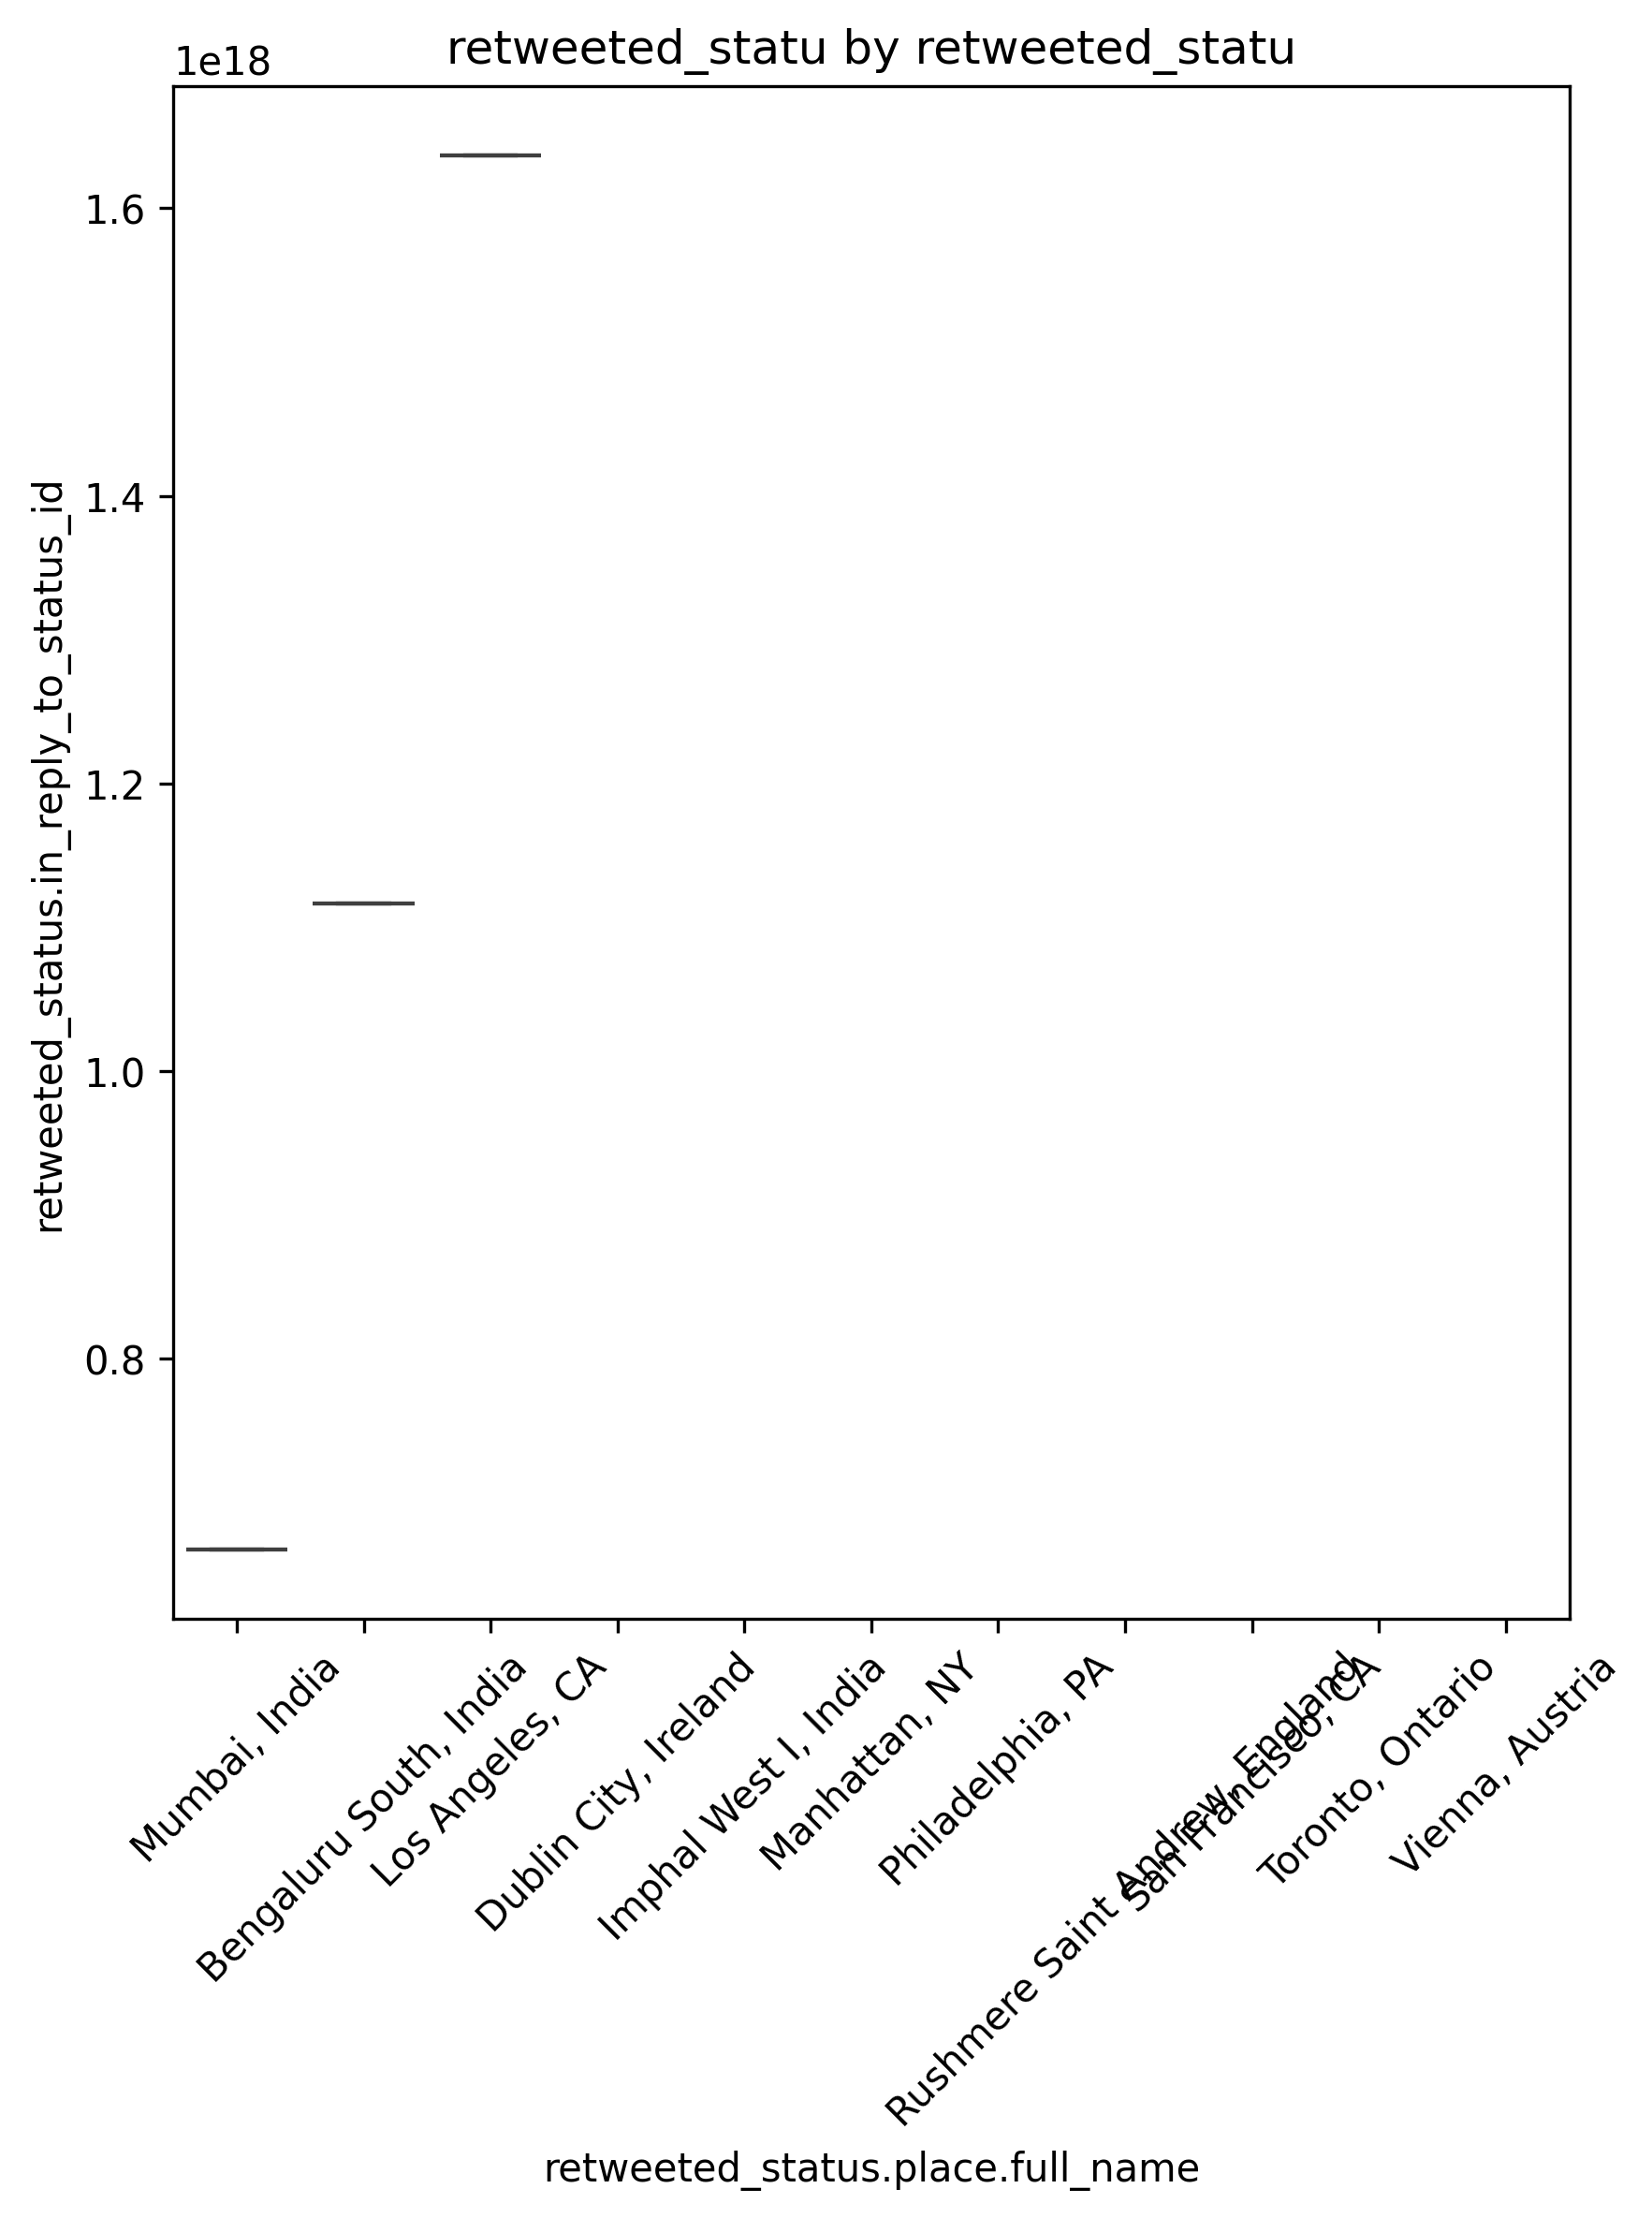 retweeted_statu by retweeted_statu
1e18
1.6
1.4
1.2
1.0
0.8
retweeted_status.in_reply_to_status_id
Mumbai, India
Bengaluru South, India
Los Angeles, CA
Dublin City, Ireland
Imphal West I, India
Manhattan, NY
Philadelphia, PA
Rushmere Saint Andrew, England
San Francisco, CA
Toronto, Ontario
Vienna, Austria
retweeted_status.place.full_name